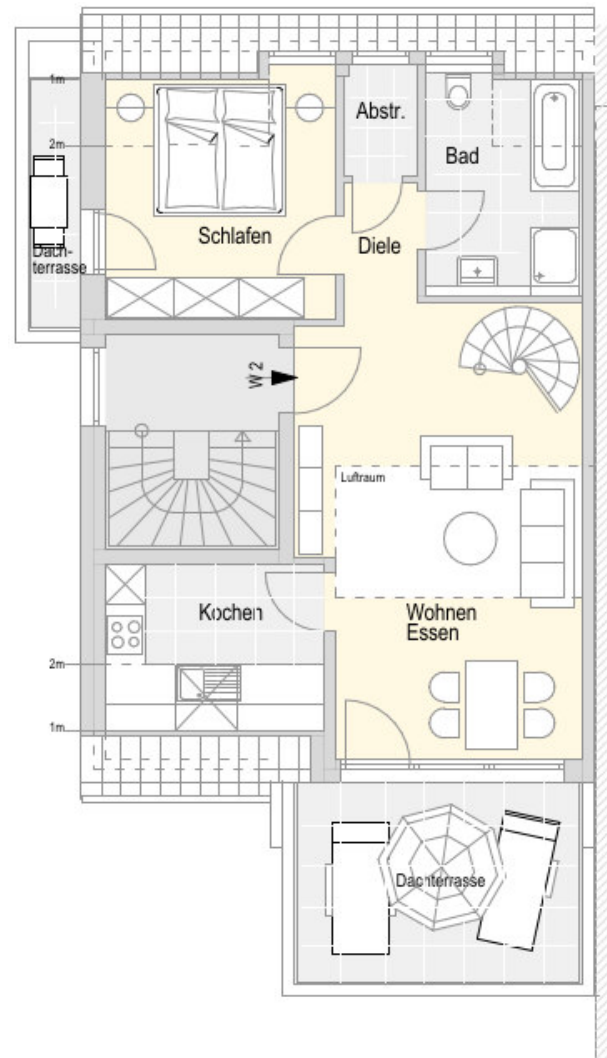 1m
Abstr.
2m
Bad
Schlafen
Diele
Dach-
terrasse
W 2
Luftraum
Kochen
Wohnen
Essen
2m
1m
Dachterrasse